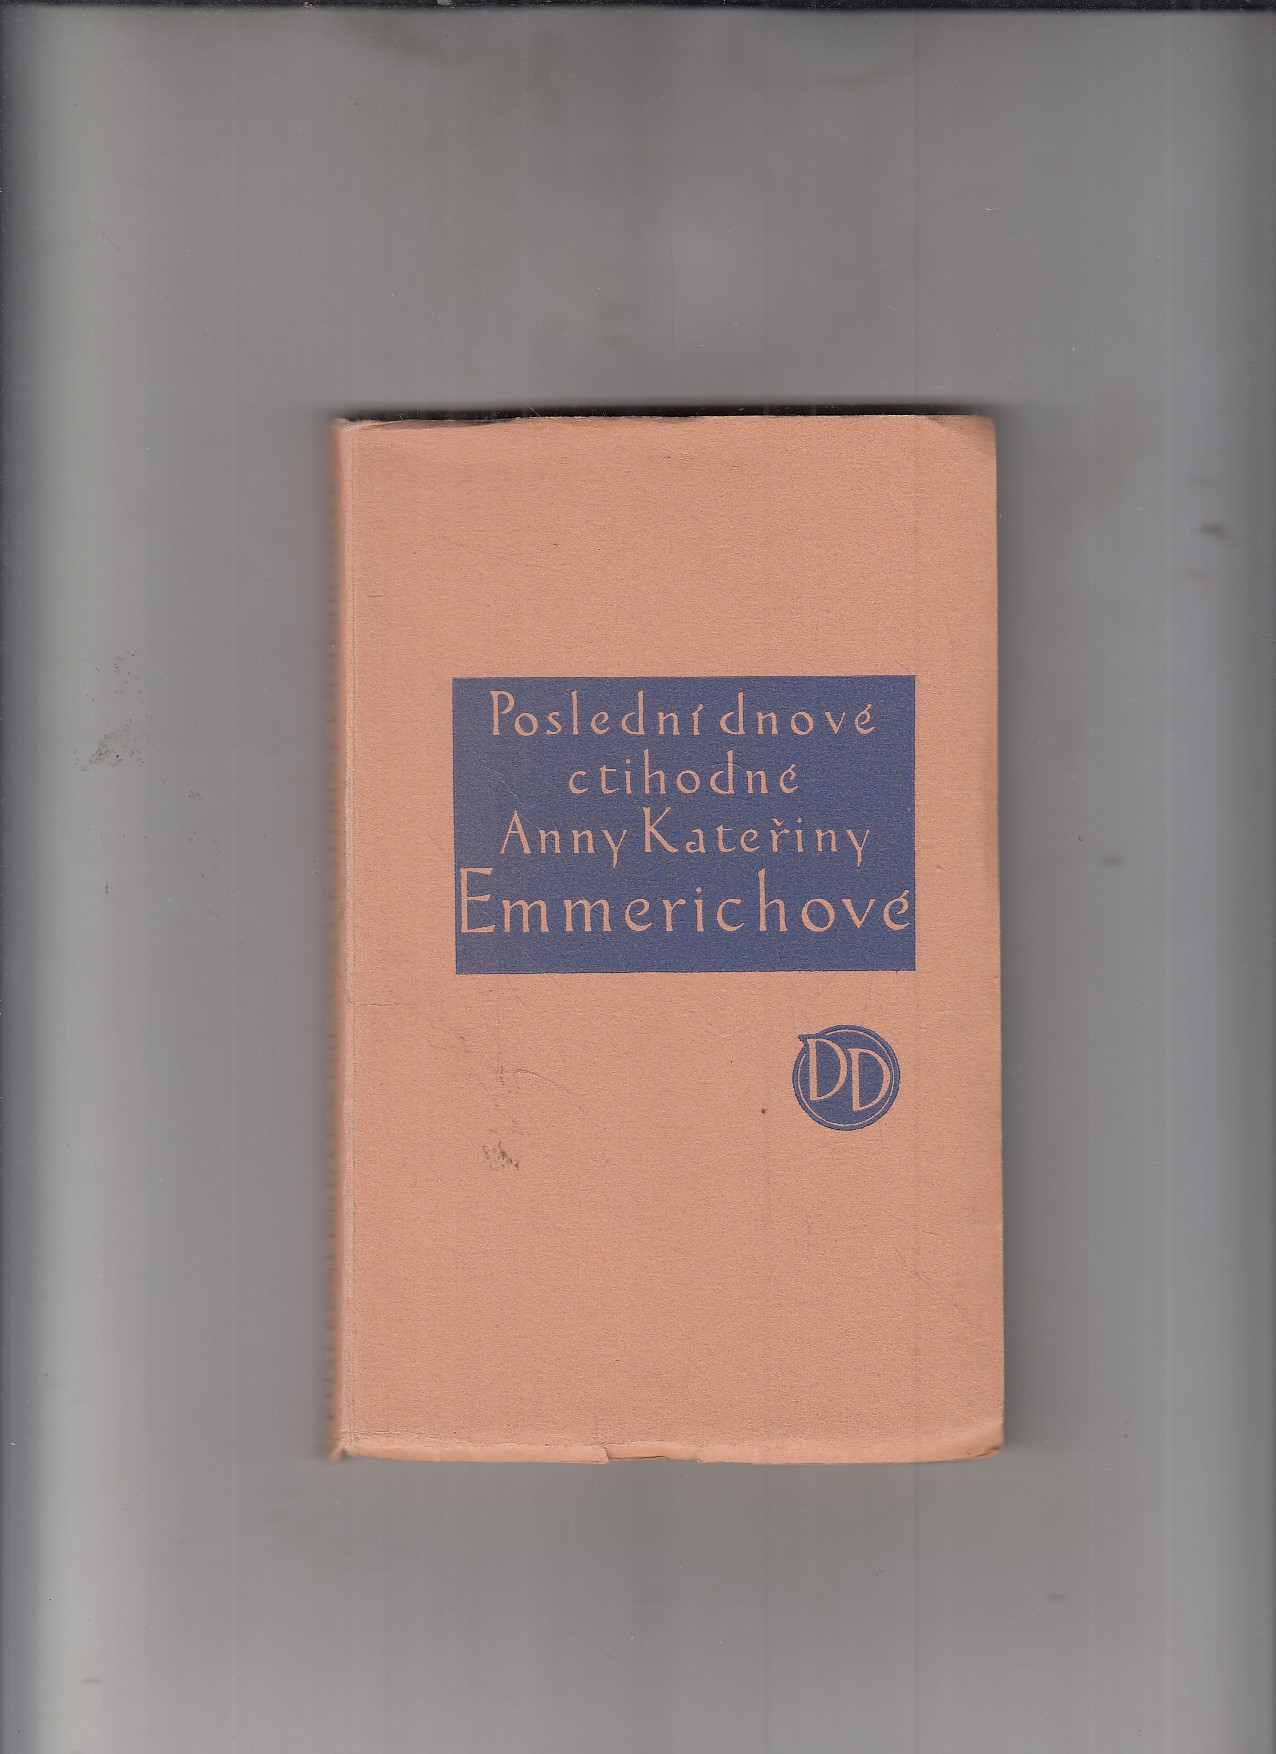 Poslední dnové
ctihodné
Anny Kateřiny
Emmerichové
DD